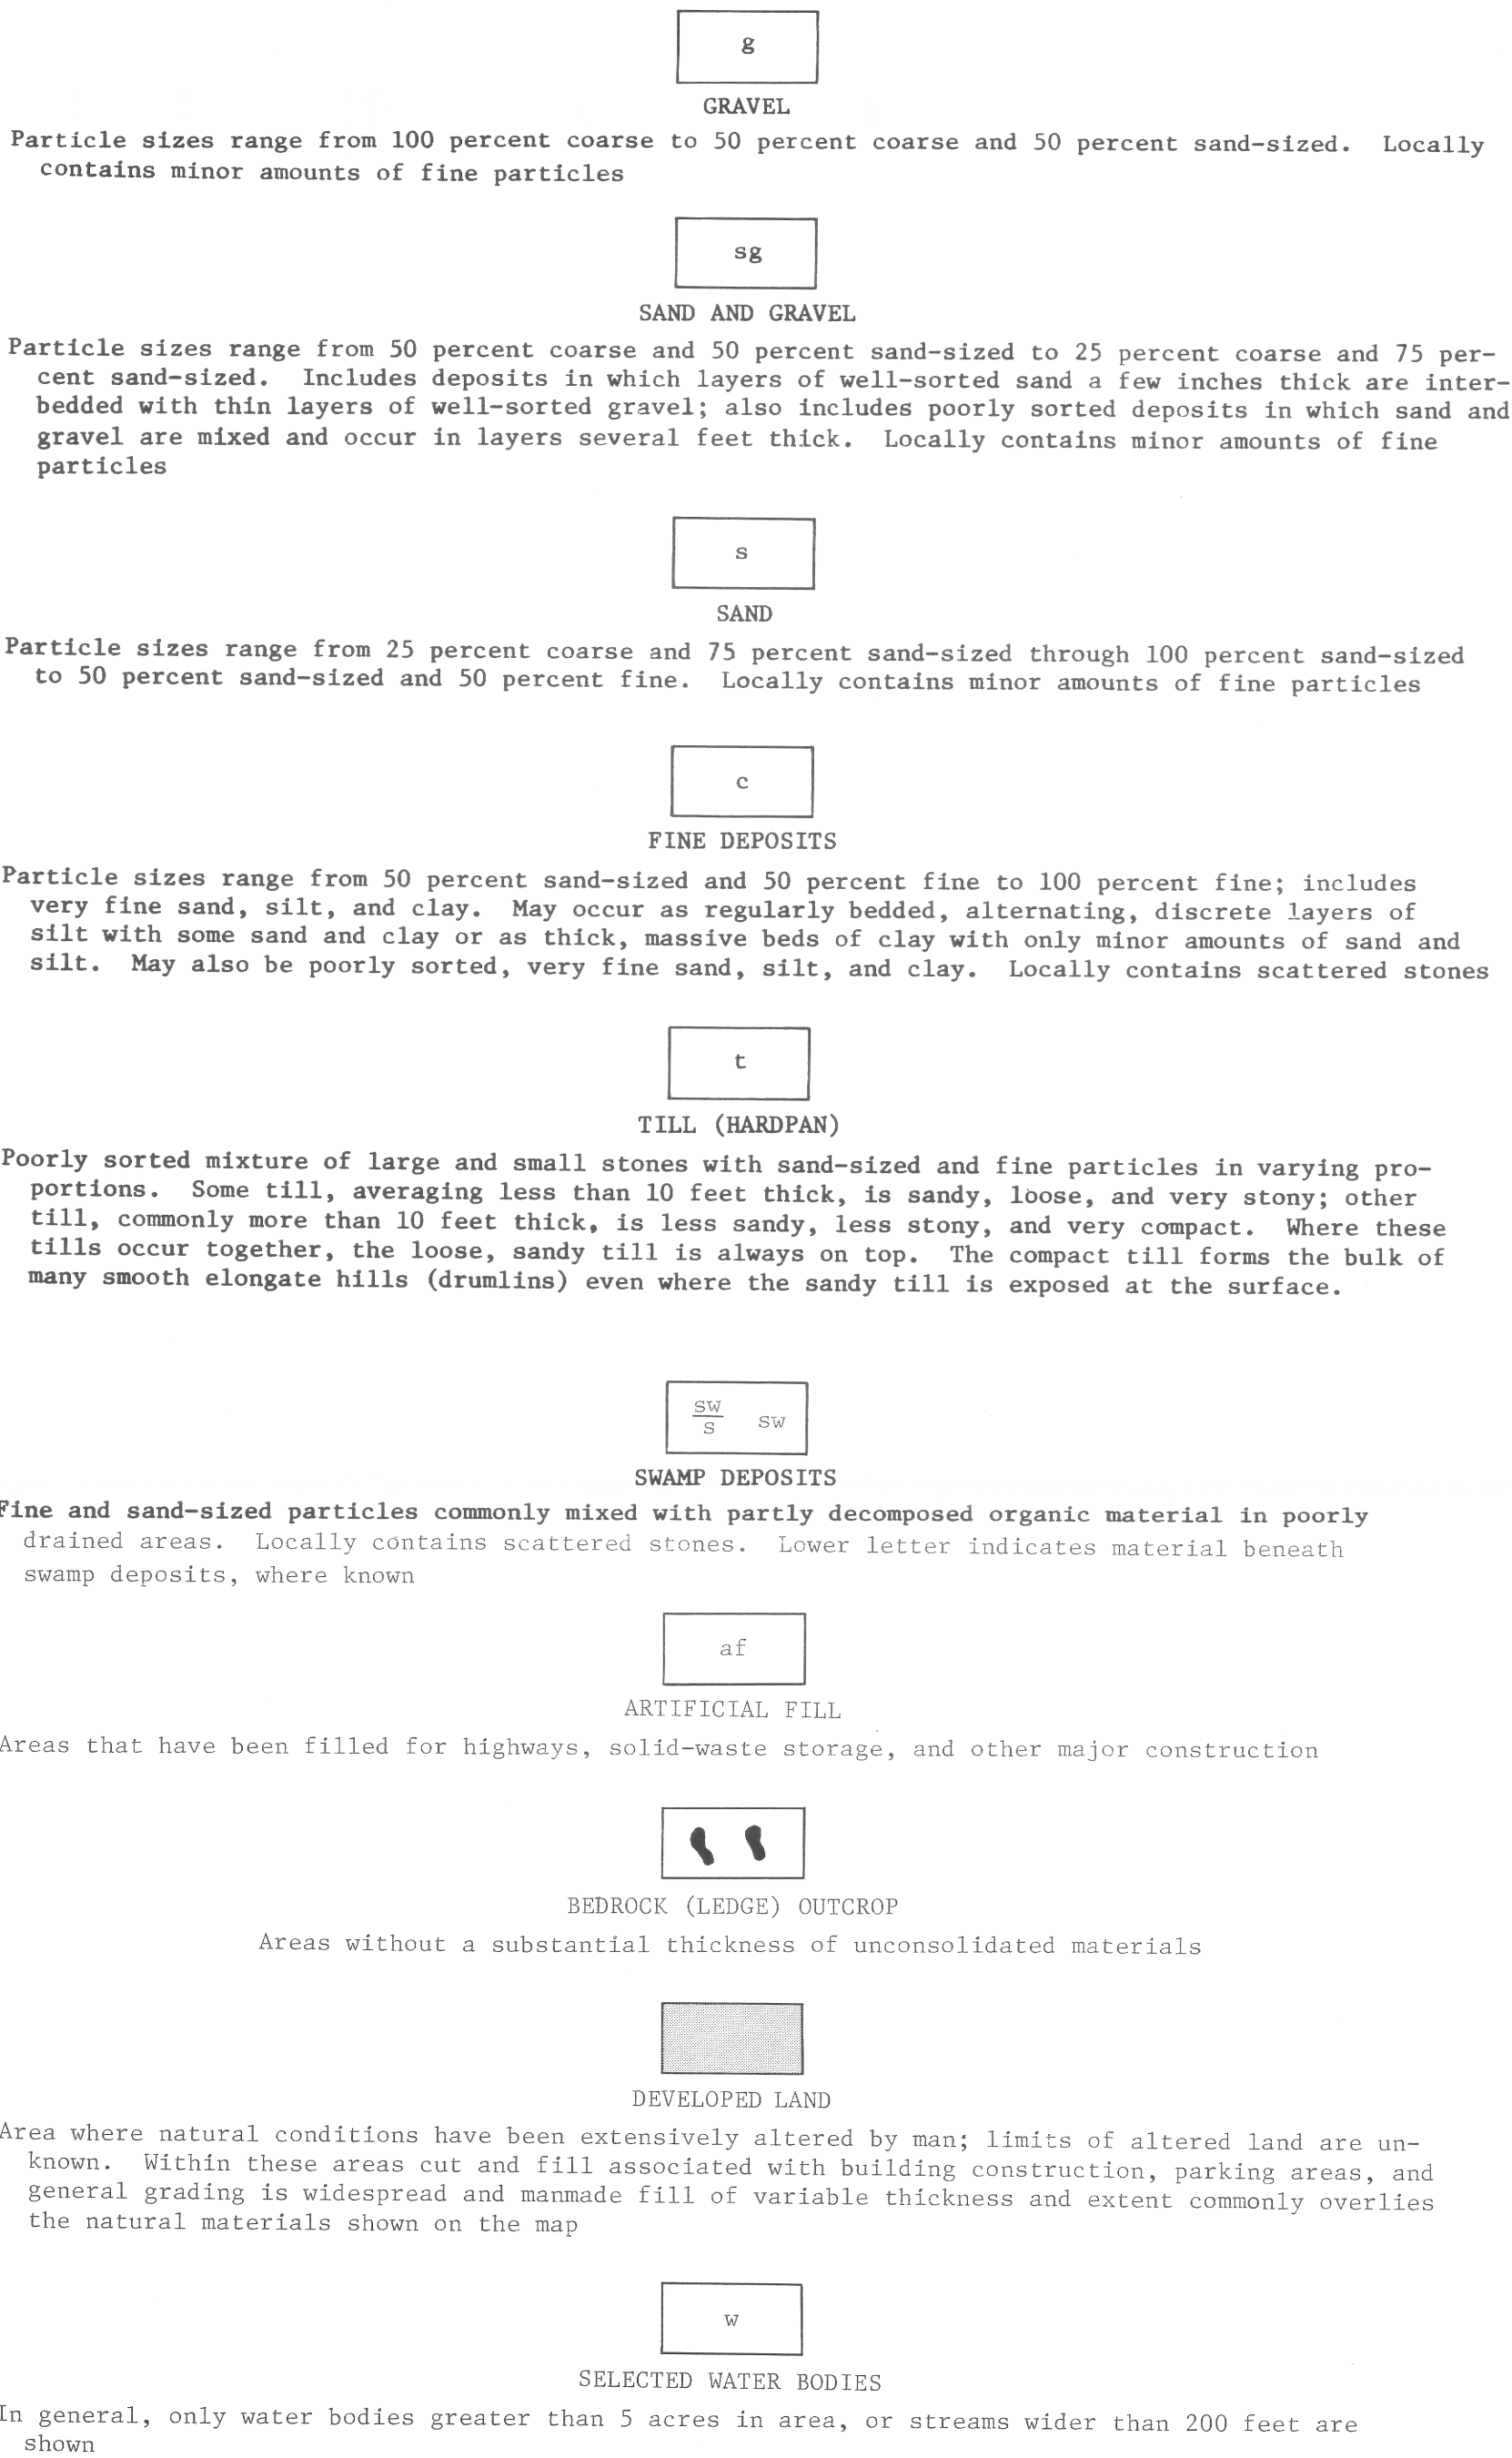 g
GRAVEL
Particle sizes range from 100 percent coarse to 50 percent coarse and 50 percent sand-sized. Locally
contains minor amounts of fine particles
sg
SAND AND GRAVEL
Particle sizes range from 50 percent coarse and 50 percent sand-sized to 25 percent coarse and 75 per-
cent sand-sized. Includes deposits in which layers of well-sorted sand a few inches thick are inter-
bedded with thin layers of well-sorted gravel; also includes poorly sorted deposits in which sand and
gravel are mixed and occur in layers several feet thick. Locally contains minor amounts of fine
particles
s
SAND
Particle sizes range from 25 percent coarse and 75 percent sand-sized through 100 percent sand-sized
to 50 percent sand-sized and 50 percent fine. Locally contains minor amounts of fine particles
c
FINE DEPOSITS
Particle sizes range from 50 percent sand-sized and 50 percent fine to 100 percent fine; includes
very fine sand, silt, and clay. May occur as regularly bedded, alternating, discrete layers of
silt with some sand and clay or as thick, massive beds of clay with only minor amounts of sand and
silt. May also be poorly sorted, very fine sand, silt, and clay. Locally contains scattered stones
t
TILL (HARDPAN)
Poorly sorted mixture of large and small stones with sand-sized and fine particles in varying pro-
portions. Some till, averaging less than 10 feet thick, is sandy, loose, and very stony; other
till, commonly more than 10 feet thick, is less sandy, less stony, and very compact. Where these
tills occur together, the loose, sandy till is always on top. The compact till forms the bulk of
many smooth elongate hills (drumlins) even where the sandy till is exposed at the surface.
sw
s sw
SWAMP DEPOSITS
Fine and sand-sized particles commonly mixed with partly decomposed organic material in poorly
drained areas. Locally contains scattered stones. Lower letter indicates material beneath
swamp deposits, where known
af
ARTIFICIAL FILL
Areas that have been filled for highways, solid-waste storage, and other major construction
BEDROCK (LEDGE) OUTCROP
Areas without a substantial thickness of unconsolidated materials
DEVELOPED LAND
Area where natural conditions have been extensively altered by man; limits of altered land are un-
known. Within these areas cut and fill associated with building construction, parking areas, and
general grading is widespread and manmade fill of variable thickness and extent commonly overlies
the natural materials shown on the map
w
SELECTED WATER BODIES
In general, only water bodies greater than 5 acres in area, or streams wider than 200 feet are
shown